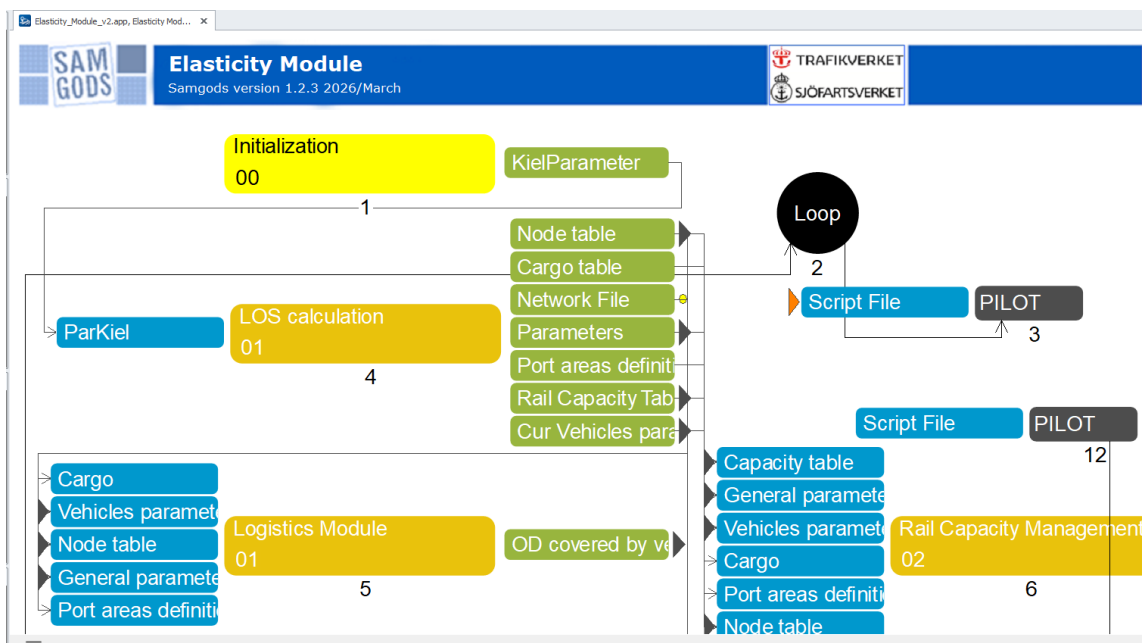 Elasticity_Module_v2.app, Elasticity Mod...
SAM
GODS
Elasticity Module
Samgods version 1.2.3 2026/March
TRAFIKVERKET
SJÖFARTSVERKET
Initialization
00
KielParameter
1
Loop
2
Node table
Cargo table
Network File
Parameters
Port areas definiti
Rail Capacity Tab
Cur Vehicles para
Script File
PILOT
3
ParKiel
LOS calculation
01
4
Script File
PILOT
12
Cargo
Vehicles paramet
Node table
General paramete
Port areas definiti
Logistics Module
01
5
OD covered by ve
Capacity table
General paramete
Vehicles paramete
Cargo
Port areas definiti
Node table
Rail Capacity Management
02
6